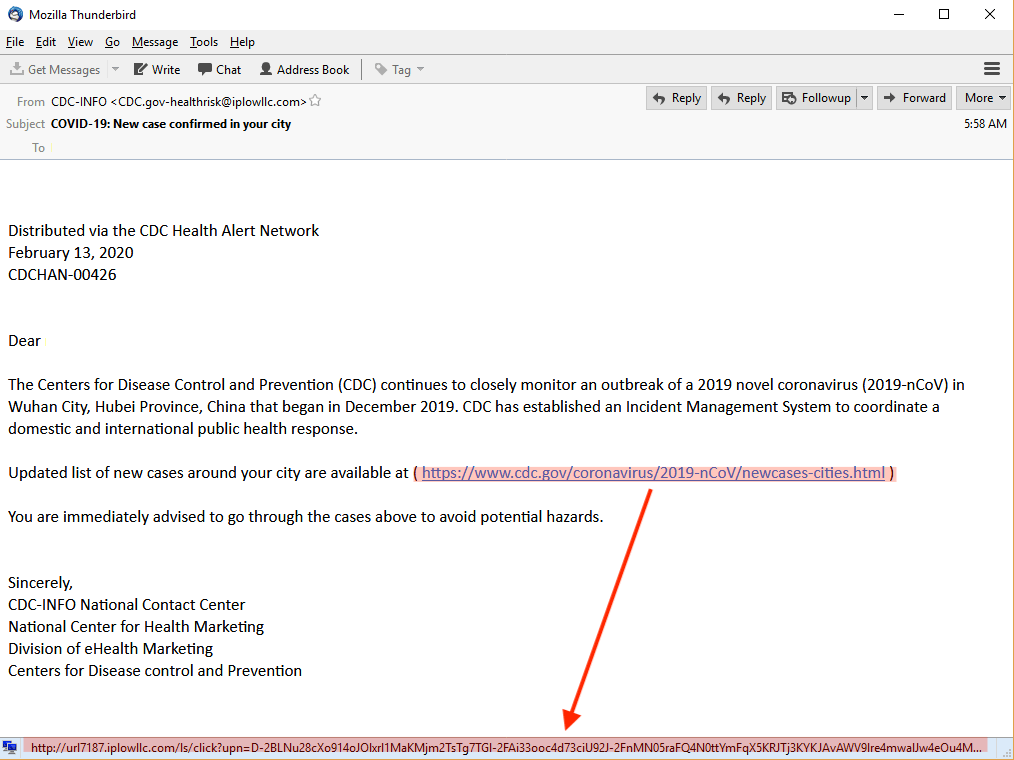 Mozilla Thunderbird
File Edit View Go Message Tools Help
Get Messages Write Chat Address Book Tag
From CDC-INFO <CDC.gov-healthrisk@iplowllc.com> Reply Reply Followup Forward More
Subject COVID-19: New case confirmed in your city 5:58 AM
To
Distributed via the CDC Health Alert Network
February 13, 2020
CDCHAN-00426
Dear
The Centers for Disease Control and Prevention (CDC) continues to closely monitor an outbreak of a 2019 novel coronavirus (2019-nCoV) in
Wuhan City, Hubei Province, China that began in December 2019. CDC has established an Incident Management System to coordinate a
domestic and international public health response.
Updated list of new cases around your city are available at ( https://www.cdc.gov/coronavirus/2019-nCoV/newcases-cities.html )
You are immediately advised to go through the cases above to avoid potential hazards.
Sincerely,
CDC-INFO National Contact Center
National Center for Health Marketing
Division of eHealth Marketing
Centers for Disease control and Prevention
http://url7187.iplowllc.com/ls/click?upn=D-2BLNu28cXo914oJOlxrl1MaKMjm2TsTg7TGI-2FAi33ooc4d73ciU92J-2FnMN05raFQ4N0ttYmFqX5KRJTj3KYKJAvAWV9Ire4mwalJw4eOu4M...